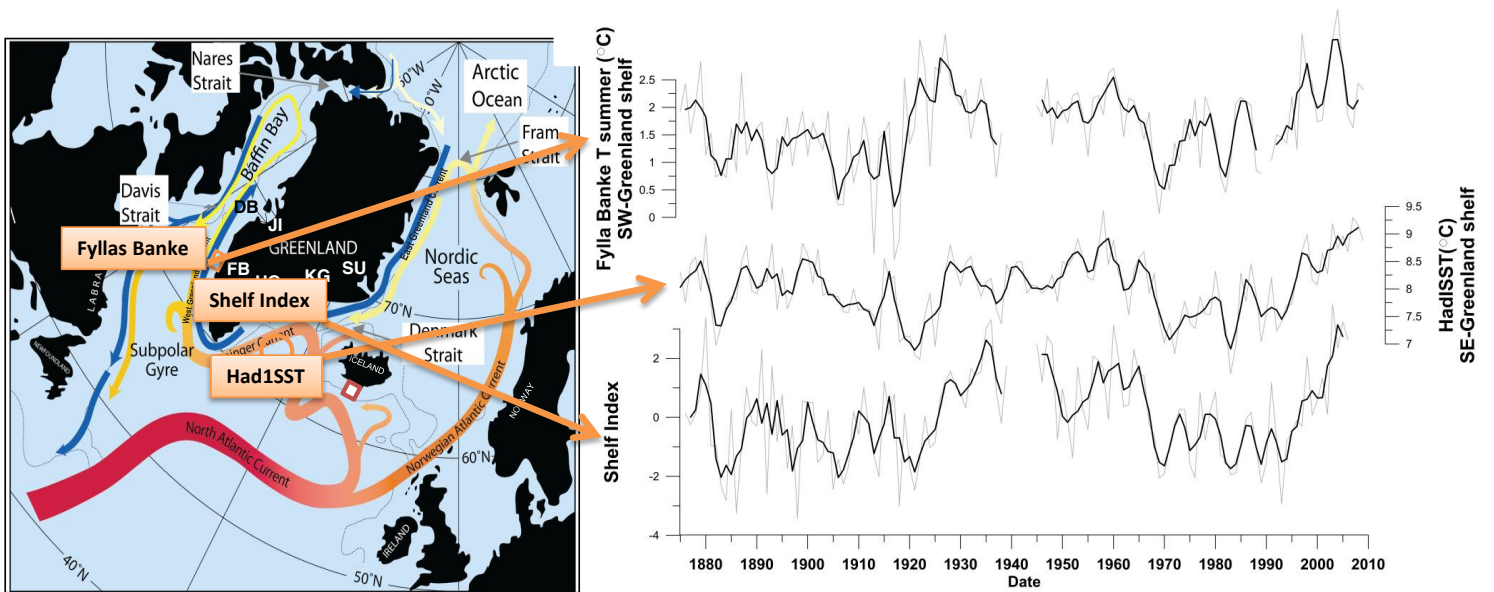 Nares
Strait
60°W
0°W
Arctic
Ocean
Fram
Strait
Baffin Bay
Davis
Strait
DB
JI
GREENLAND
East Greenland Current
Nordic
Seas
Fyllas Banke
FB
KG
SU
LABRA
West Greenland
Shelf Index
70°N
Denmark
Strait
Subpolar
Gyre
Current
Had1SST
ICELAND
NEWFOUNDLAND
NORWAY
North Atlantic Current
Norwegian Atlantic Current
60°N
IRELAND
50°N
40°N
Fylla Banke T summer (°C)
SW-Greenland shelf
2.5
2
1.5
1
0.5
0
HadISST(°C)
SE-Greenland shelf
9.5
9
8.5
8
7.5
7
Shelf Index
2
0
-2
-4
1880 1890 1900 1910 1920 1930 1940 1950 1960 1970 1980 1990 2000 2010
Date